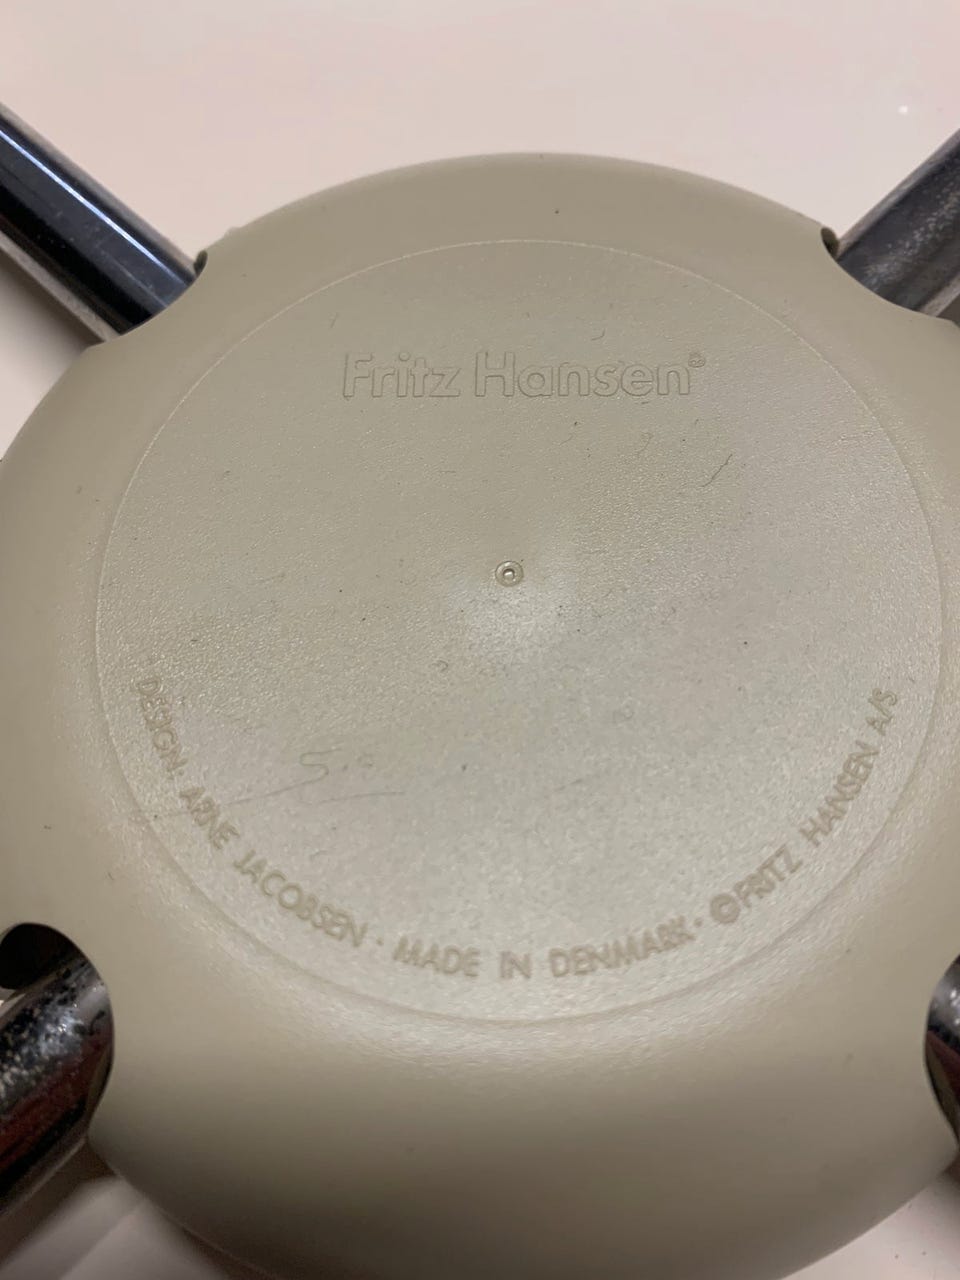 Fritz Hansen®
DESIGN: ARNE JACOBSEN · MADE IN DENMARK · ©FRITZ HANSEN A/S